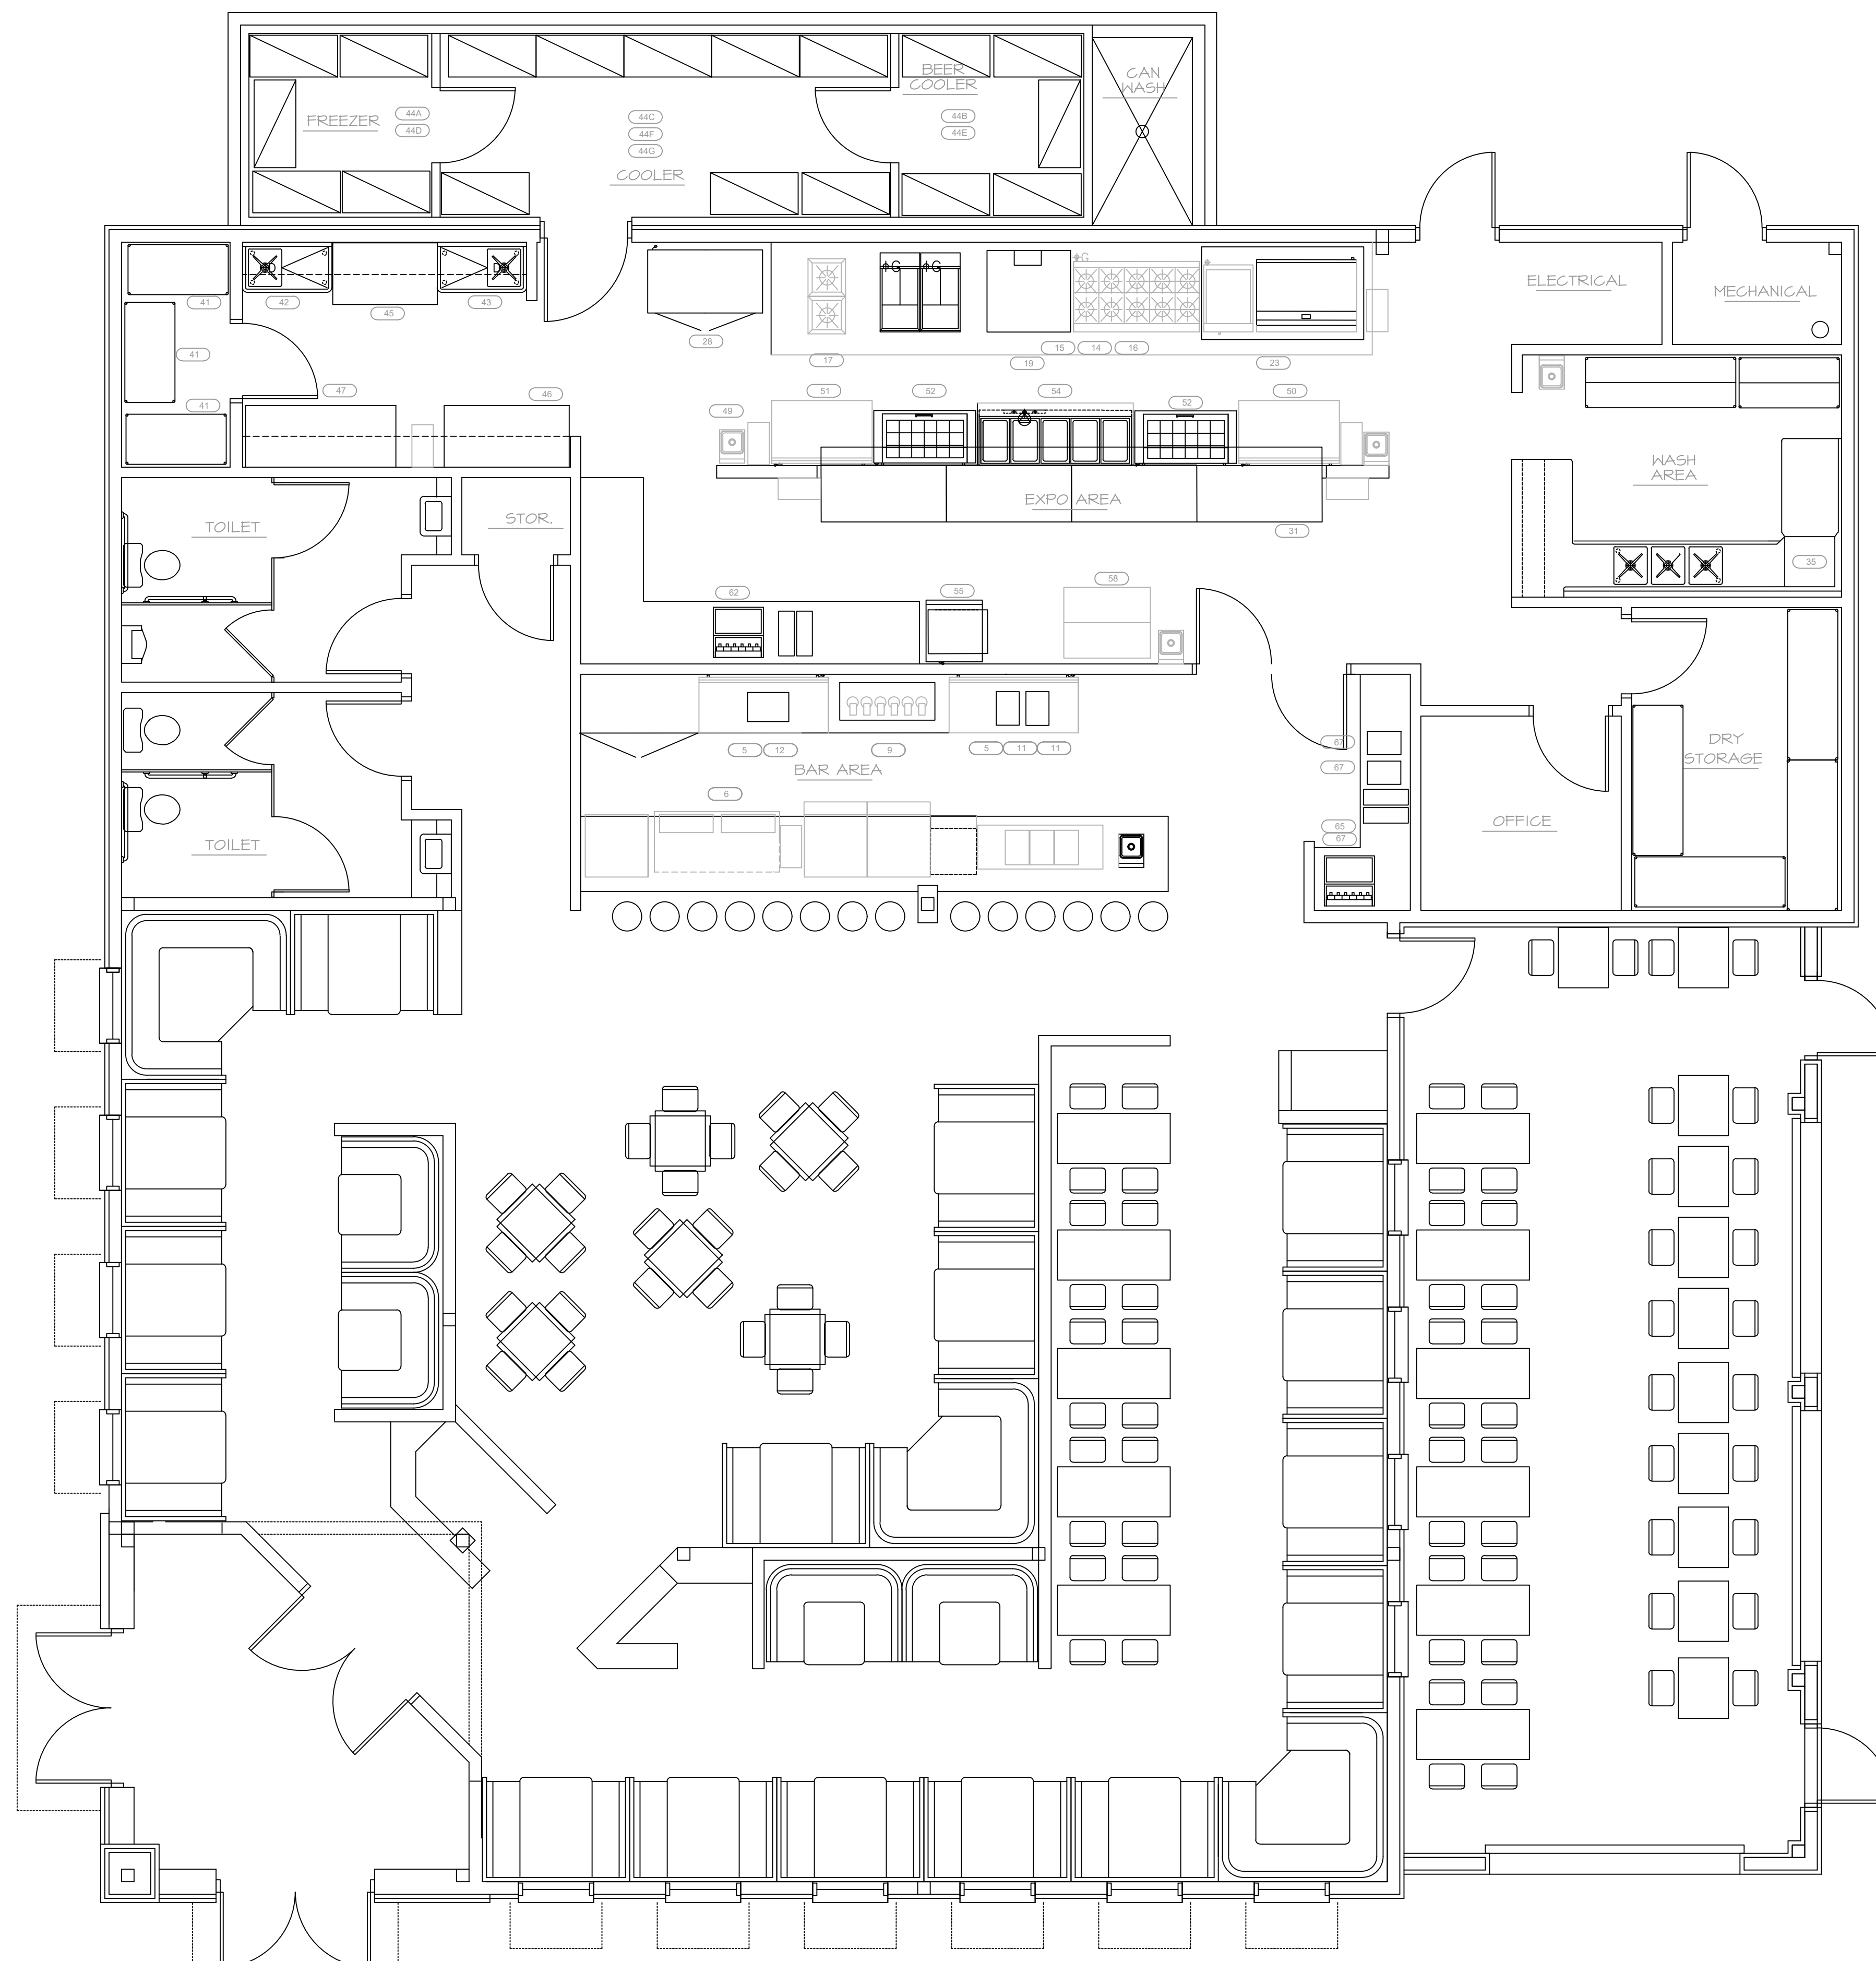 BEER
COOLER
CAN
WASH
FREEZER
44A
44D
44C
44F
44G
44B
44E
COOLER
ELECTRICAL
MECHANICAL
41
42
45
43
41
41
28
G
G
G
17
15
14
16
19
23
47
46
49
51
52
54
52
50
EXPO AREA
31
WASH
AREA
35
TOILET
STOR.
62
55
58
5
12
9
5
11
11
BAR AREA
6
67
67
65
67
DRY
STORAGE
OFFICE
TOILET